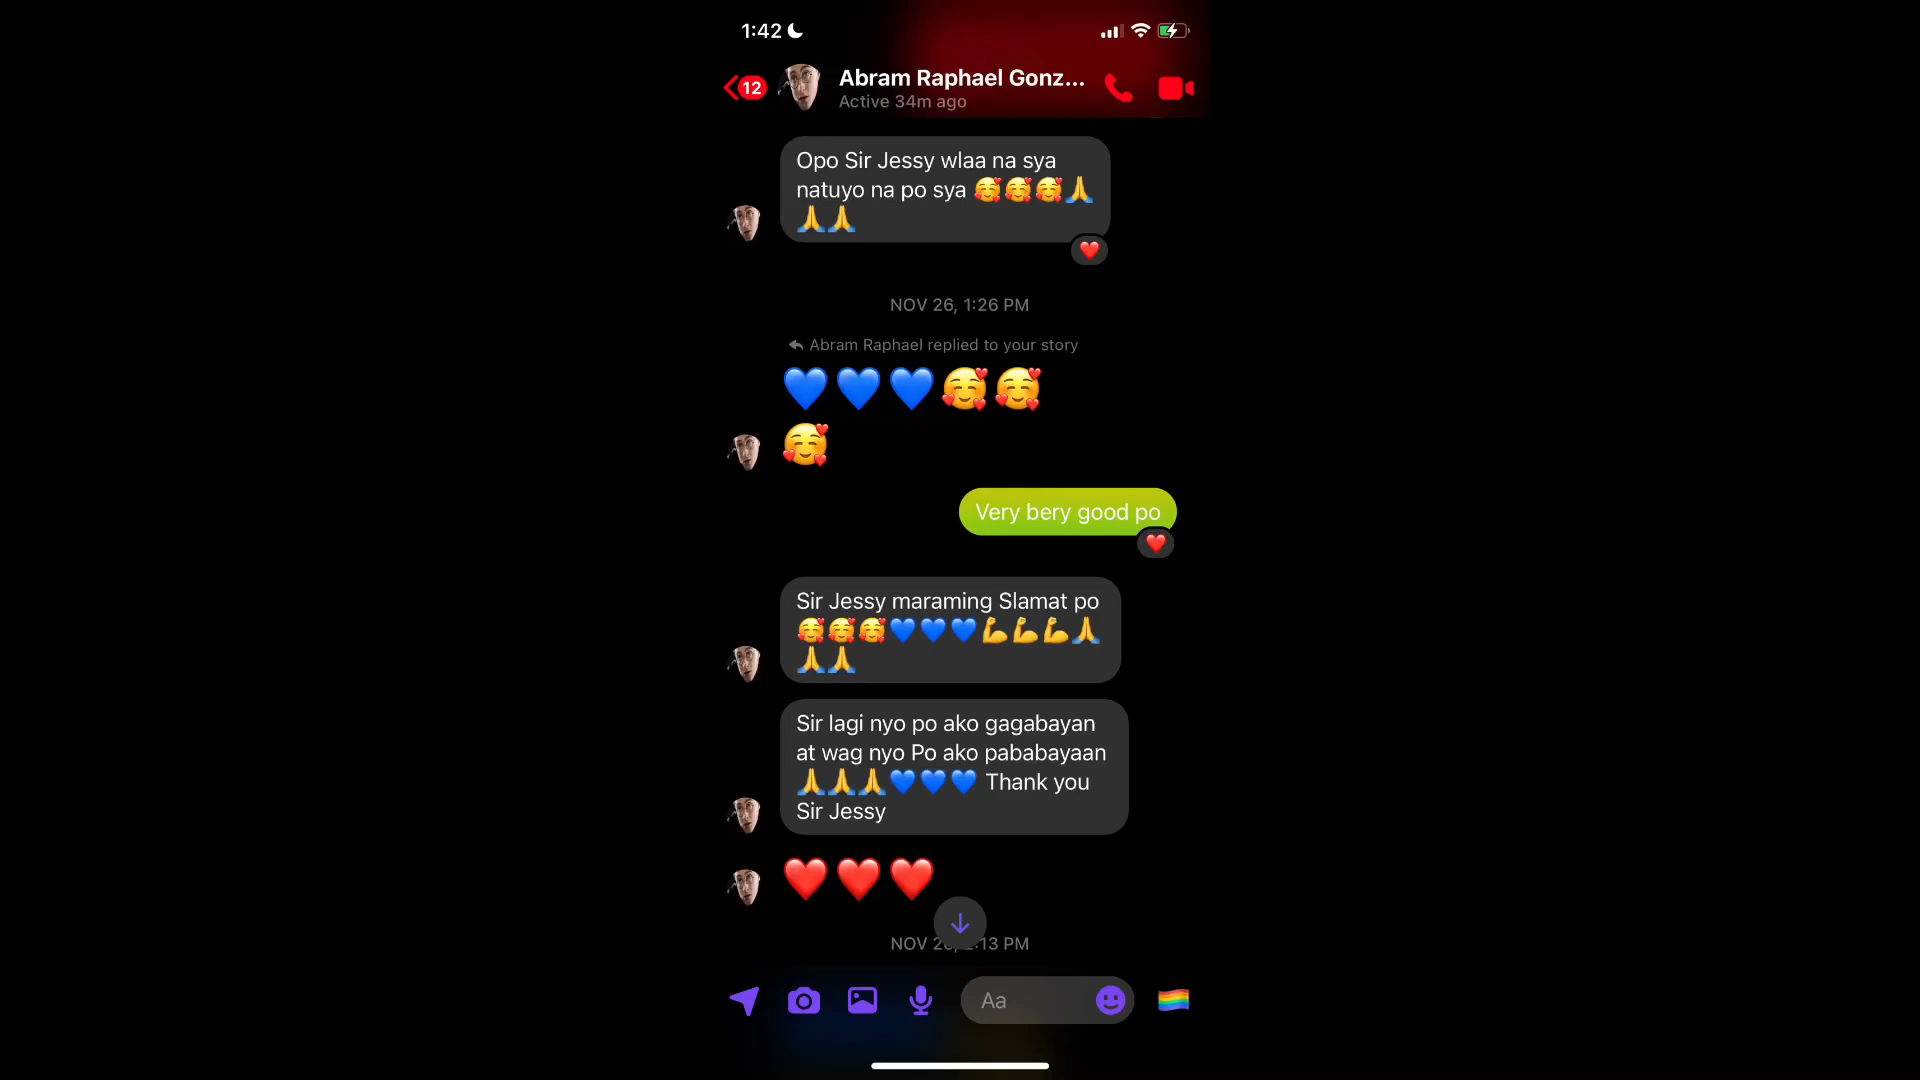 1:42
12
Abram Raphael Gonz...
Active 34m ago
Opo Sir Jessy wlaa na sya
natuyo na po sya 🥰🥰🥰🙏
🙏🙏
NOV 26, 1:26 PM
Abram Raphael replied to your story
💙💙💙🥰🥰
🥰
Very bery good po
Sir Jessy maraming Slamat po
🥰🥰🥰💙💙💙💪💪💪🙏
🙏🙏
Sir lagi nyo po ako gagabayan
at wag nyo Po ako pababayaan
🙏🙏🙏💙💙💙 Thank you
Sir Jessy
❤️❤️❤️
NOV :13 PM
Aa